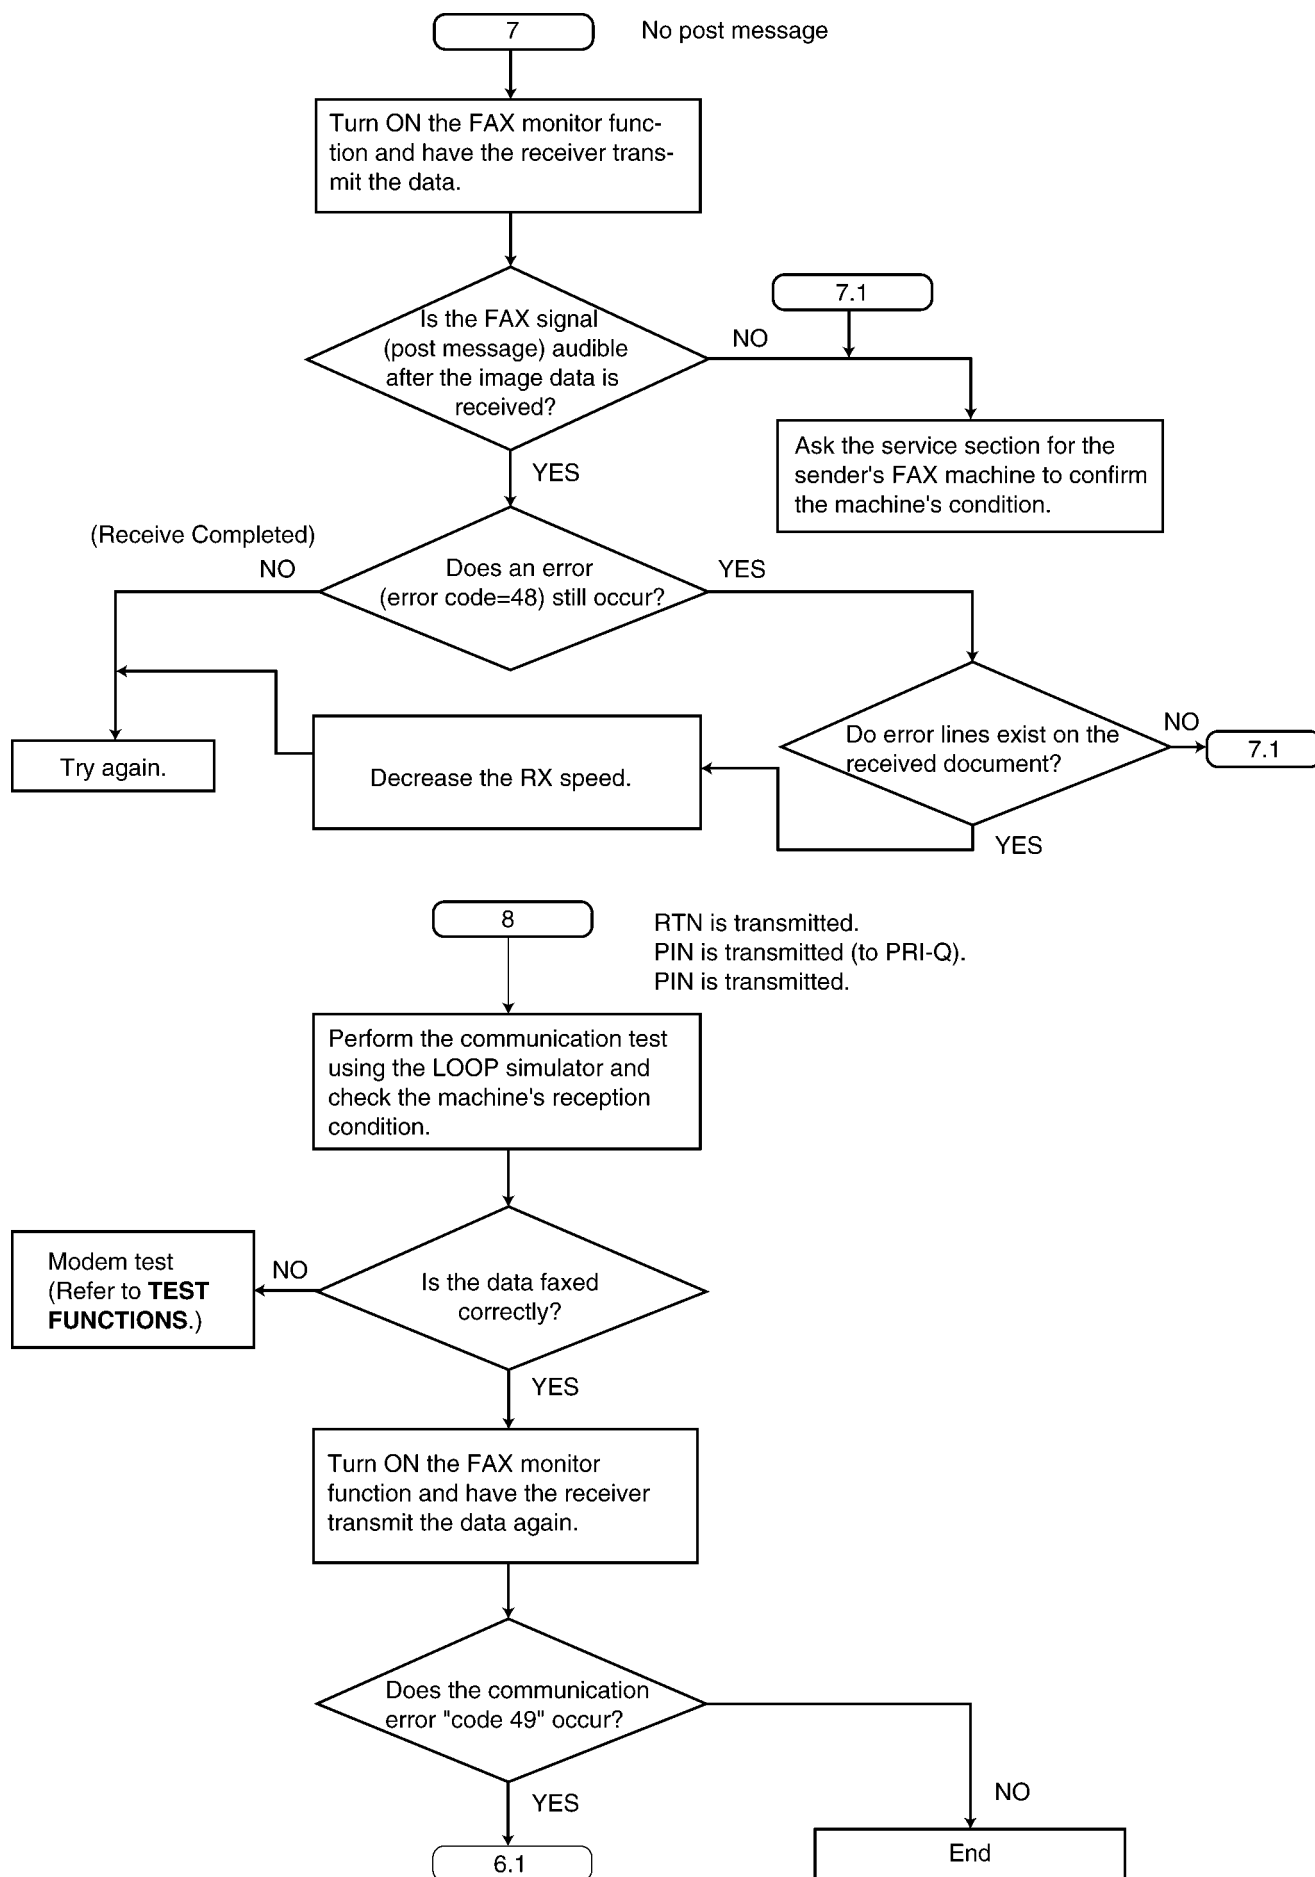 7
No post message
Turn ON the FAX monitor func-
tion and have the receiver trans-
mit the data.
7.1
Is the FAX signal
(post message) audible
after the image data is
received?
NO
Ask the service section for the
sender's FAX machine to confirm
the machine's condition.
YES
(Receive Completed)
NO
Does an error
(error code=48) still occur?
YES
Do error lines exist on the
received document?
NO
7.1
Try again.
Decrease the RX speed.
YES
8
RTN is transmitted.
PIN is transmitted (to PRI-Q).
PIN is transmitted.
Perform the communication test
using the LOOP simulator and
check the machine's reception
condition.
Modem test
(Refer to TEST
FUNCTIONS.)
NO
Is the data faxed
correctly?
YES
Turn ON the FAX monitor
function and have the receiver
transmit the data again.
Does the communication
error "code 49" occur?
YES
NO
6.1
End